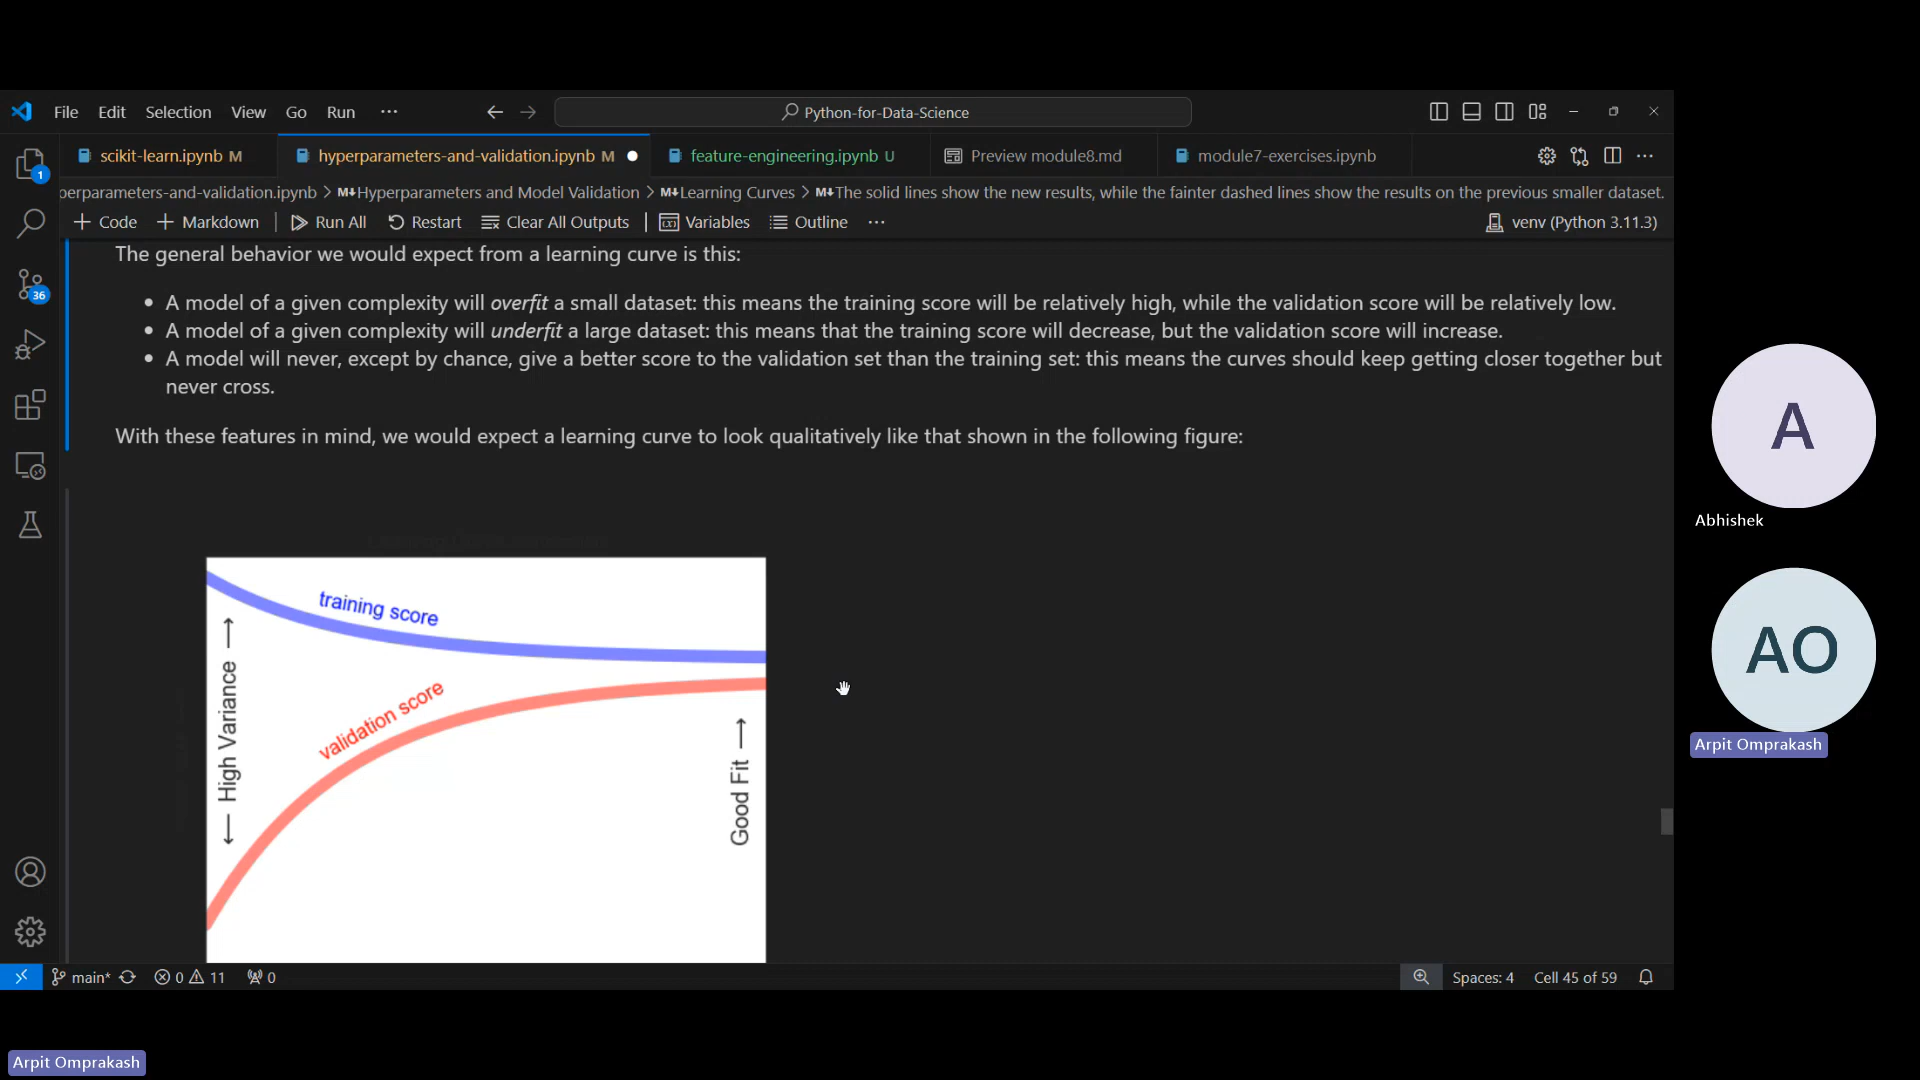 File Edit Selection View Go Run ··· Python-for-Data-Science
scikit-learn.ipynb M hyperparameters-and-validation.ipynb M feature-engineering.ipynb U Preview module8.md module7-exercises.ipynb ···
perparameters-and-validation.ipynb > M↓Hyperparameters and Model Validation > M↓Learning Curves > M↓The solid lines show the new results, while the fainter dashed lines show the results on the previous smaller dataset.
+ Code + Markdown Run All Restart Clear All Outputs Variables Outline ··· venv (Python 3.11.3)
The general behavior we would expect from a learning curve is this:
• A model of a given complexity will overfit a small dataset: this means the training score will be relatively high, while the validation score will be relatively low.
• A model of a given complexity will underfit a large dataset: this means that the training score will decrease, but the validation score will increase.
• A model will never, except by chance, give a better score to the validation set than the training set: this means the curves should keep getting closer together but
never cross.
With these features in mind, we would expect a learning curve to look qualitatively like that shown in the following figure:
training score
validation score
← High Variance →
Good Fit →
1
36
main* 0 11 0 Spaces: 4 Cell 45 of 59
A
Abhishek
AO
Arpit Omprakash
Arpit Omprakash